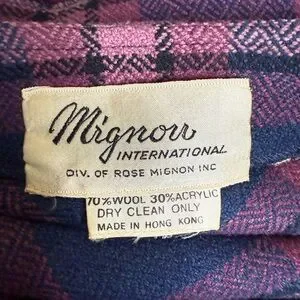 Mignon
INTERNATIONAL
DIV. OF ROSE MIGNON INC
70% WOOL 30% ACRYLIC
DRY CLEAN ONLY
MADE IN HONG KONG